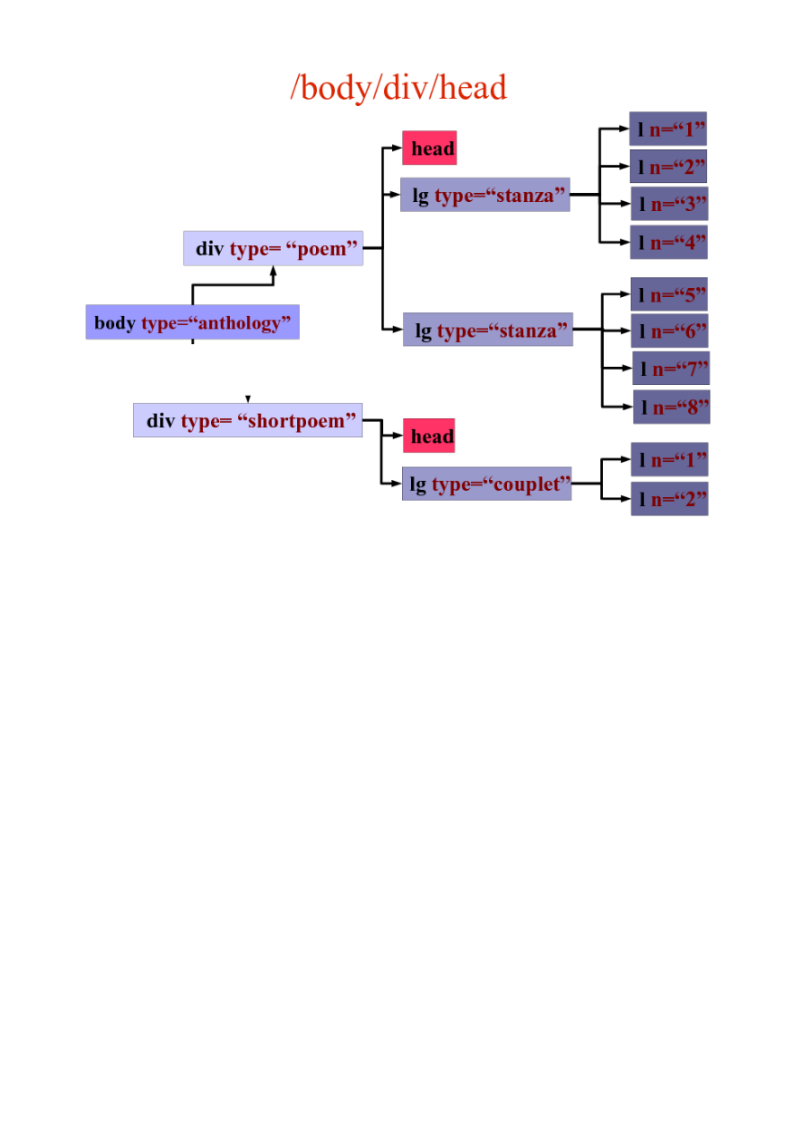 /body/div/head
head
lg type=“stanza”
l n=“1”
l n=“2”
l n=“3”
l n=“4”
div type= “poem”
body type=“anthology”
lg type=“stanza”
l n=“5”
l n=“6”
l n=“7”
l n=“8”
div type= “shortpoem”
head
lg type=“couplet”
l n=“1”
l n=“2”